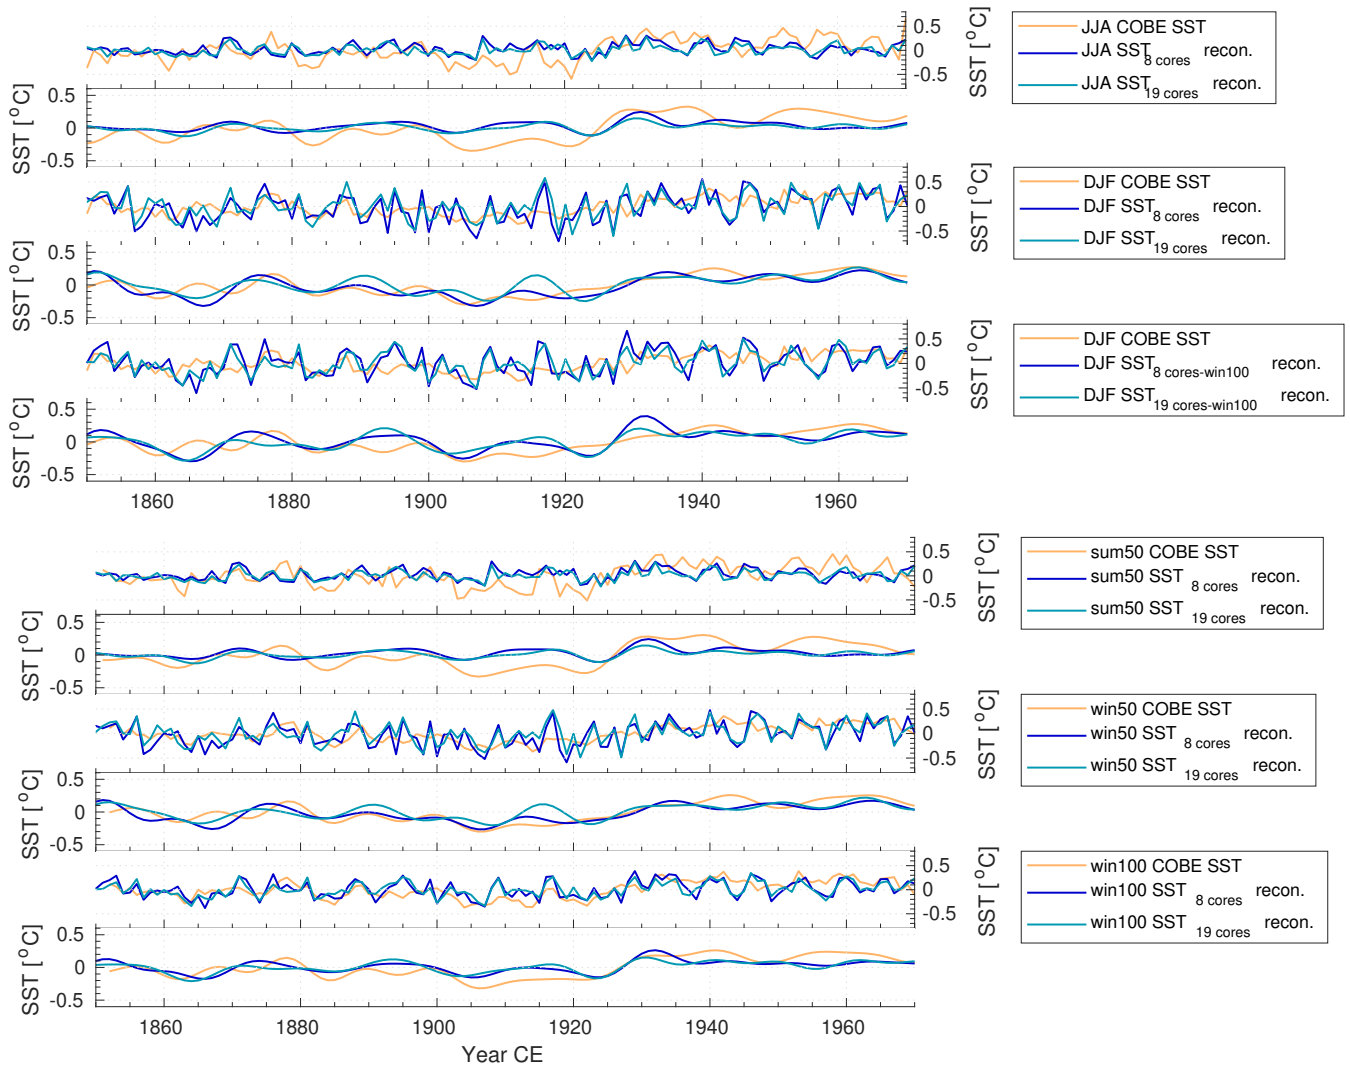 0.5
0
-0.5
SST [°C]
JJA COBE SST
JJA SST8 cores recon.
JJA SST19 cores recon.
0.5
0
-0.5
SST [°C]
0.5
0
-0.5
SST [°C]
DJF COBE SST
DJF SST8 cores recon.
DJF SST19 cores recon.
0.5
0
-0.5
SST [°C]
0.5
0
-0.5
SST [°C]
DJF COBE SST
DJF SST8 cores-win100 recon.
DJF SST19 cores-win100 recon.
0.5
0
-0.5
SST [°C]
1860 1880 1900 1920 1940 1960
0.5
0
-0.5
SST [°C]
sum50 COBE SST
sum50 SST 8 cores recon.
sum50 SST 19 cores recon.
0.5
0
-0.5
SST [°C]
0.5
0
-0.5
SST [°C]
win50 COBE SST
win50 SST 8 cores recon.
win50 SST 19 cores recon.
0.5
0
-0.5
SST [°C]
0.5
0
-0.5
SST [°C]
win100 COBE SST
win100 SST 8 cores recon.
win100 SST 19 cores recon.
0.5
0
-0.5
SST [°C]
1860 1880 1900 1920 1940 1960
Year CE